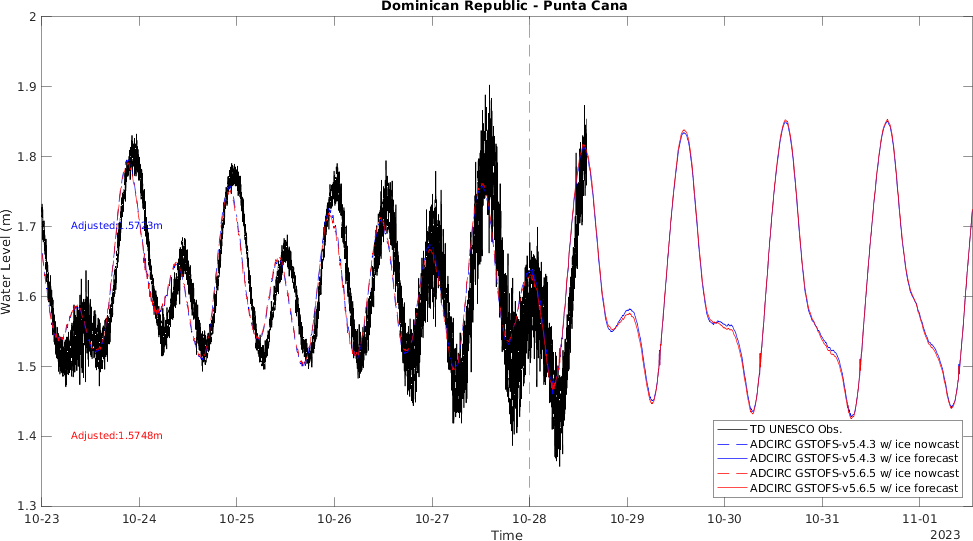 Dominican Republic - Punta Cana
2
1.9
1.8
1.7
1.6
1.5
1.4
1.3
Water Level (m)
Adjusted:1.5723m
Adjusted:1.5748m
TD UNESCO Obs.
ADCIRC GSTOFS-v5.4.3 w/ ice nowcast
ADCIRC GSTOFS-v5.4.3 w/ ice forecast
ADCIRC GSTOFS-v5.6.5 w/ ice nowcast
ADCIRC GSTOFS-v5.6.5 w/ ice forecast
10-23 10-24 10-25 10-26 10-27 10-28 10-29 10-30 10-31 11-01
Time
2023